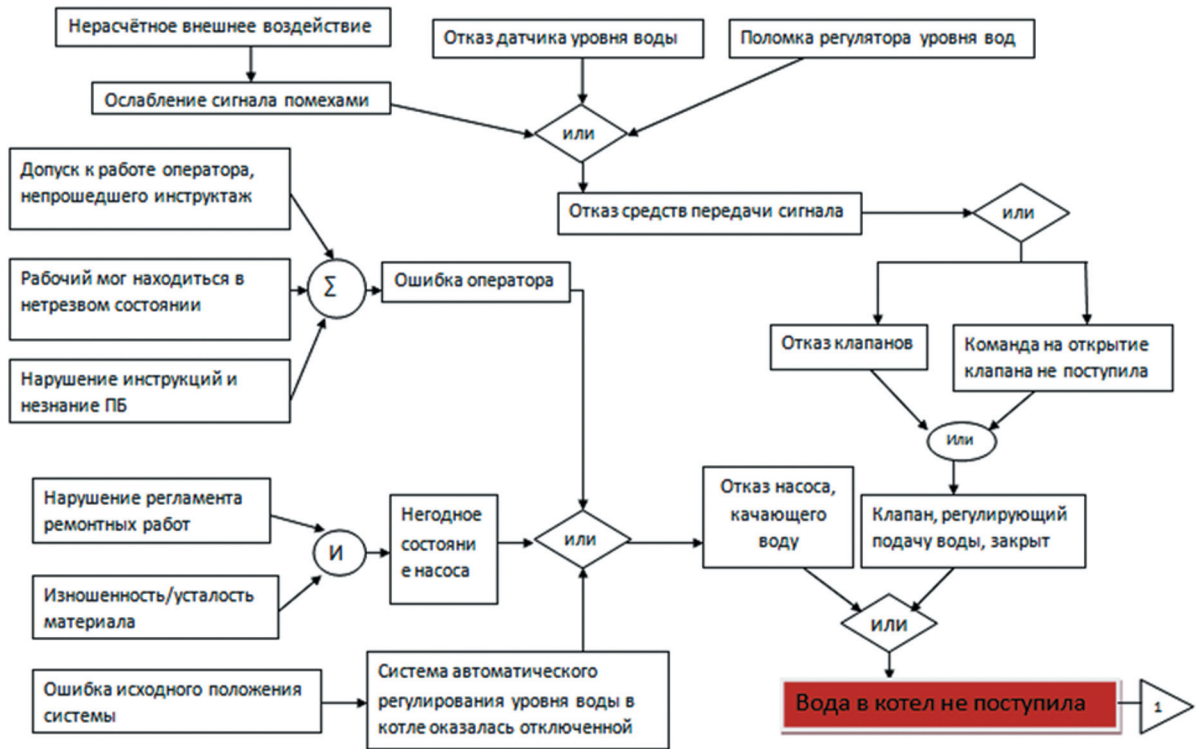 Нерасчётное внешнее воздействие
Отказ датчика уровня воды
Поломка регулятора уровня вод
Ослабление сигнала помехами
или
Допуск к работе оператора,
непрошедшего инструктаж
Отказ средств передачи сигнала
или
Рабочий мог находиться в
нетрезвом состоянии
Σ
Ошибка оператора
Нарушение инструкций и
незнание ПБ
Отказ клапанов
Команда на открытие
клапана не поступила
Или
Нарушение регламента
ремонтных работ
И
Негодное
состояни
е насоса
или
Отказ насоса,
качающего
воду
Клапан, регулирующий
подачу воды, закрыт
Изношенность/усталость
материала
или
Ошибка исходного положения
системы
Система автоматического
регулирования уровня воды в
котле оказалась отключенной
Вода в котел не поступила
1